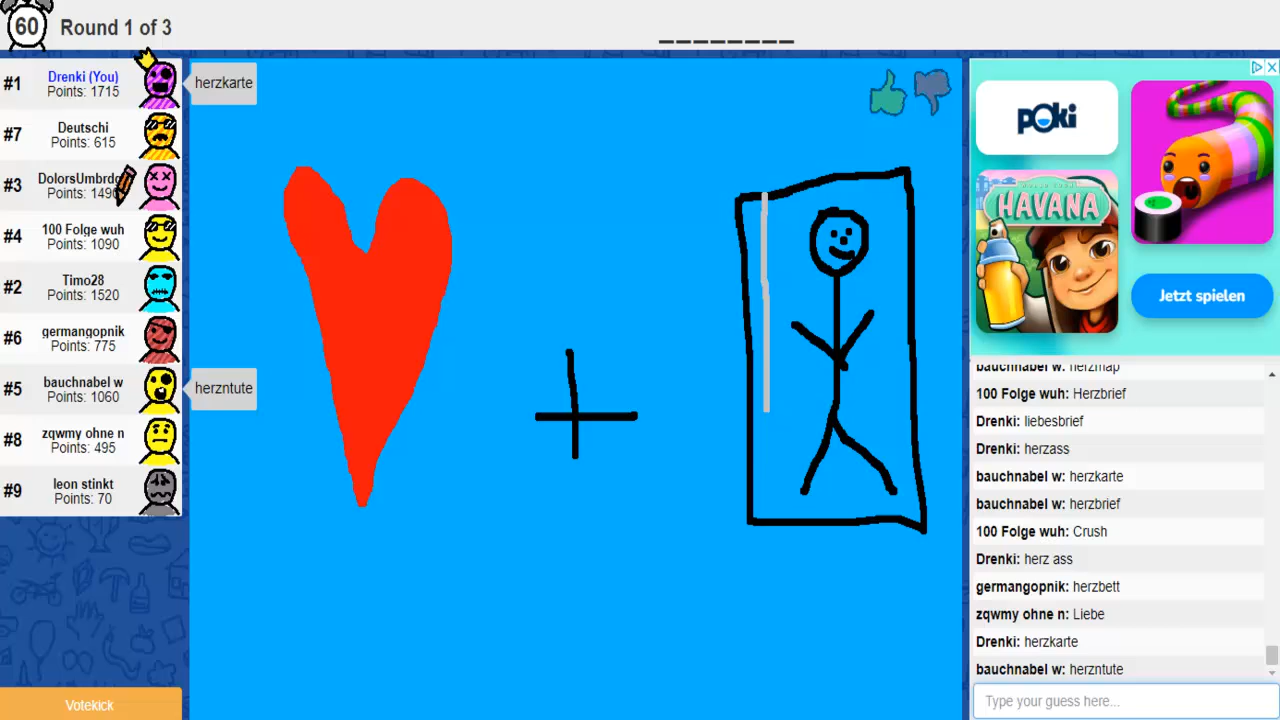 60
Round 1 of 3
________
#1
Drenki (You)
Points: 1715
herzkarte
#7
Deutschi
Points: 615
#3
DolorsUmbrdg
Points: 1490
#4
100 Folge wuh
Points: 1090
#2
Timo28
Points: 1520
#6
germangopnik
Points: 775
#5
bauchnabel w
Points: 1060
herzntute
#8
zqwmy ohne n
Points: 495
#9
leon stinkt
Points: 70
Votekick
poki
HAVANA
Jetzt spielen
bauchnabel w: herzmap
100 Folge wuh: Herzbrief
Drenki: liebesbrief
Drenki: herzass
bauchnabel w: herzkarte
bauchnabel w: herzbrief
100 Folge wuh: Crush
Drenki: herz ass
germangopnik: herzbett
zqwmy ohne n: Liebe
Drenki: herzkarte
bauchnabel w: herzntute
Type your guess here...